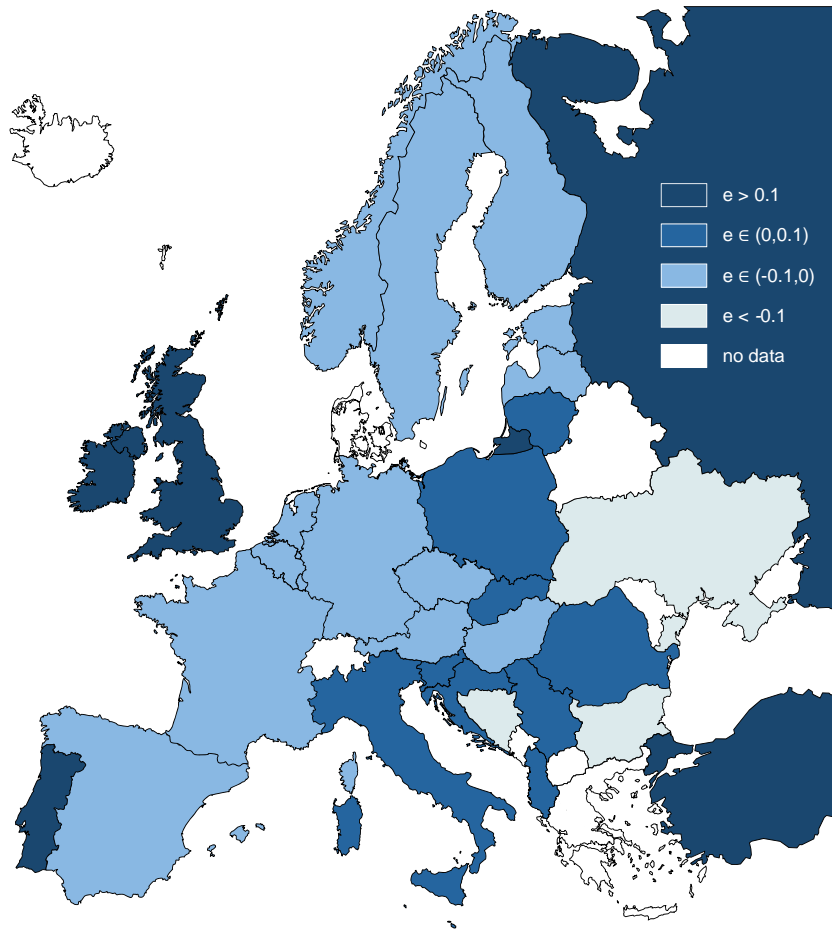 e > 0.1
e ∈ (0,0.1)
e ∈ (-0.1,0)
e < -0.1
no data